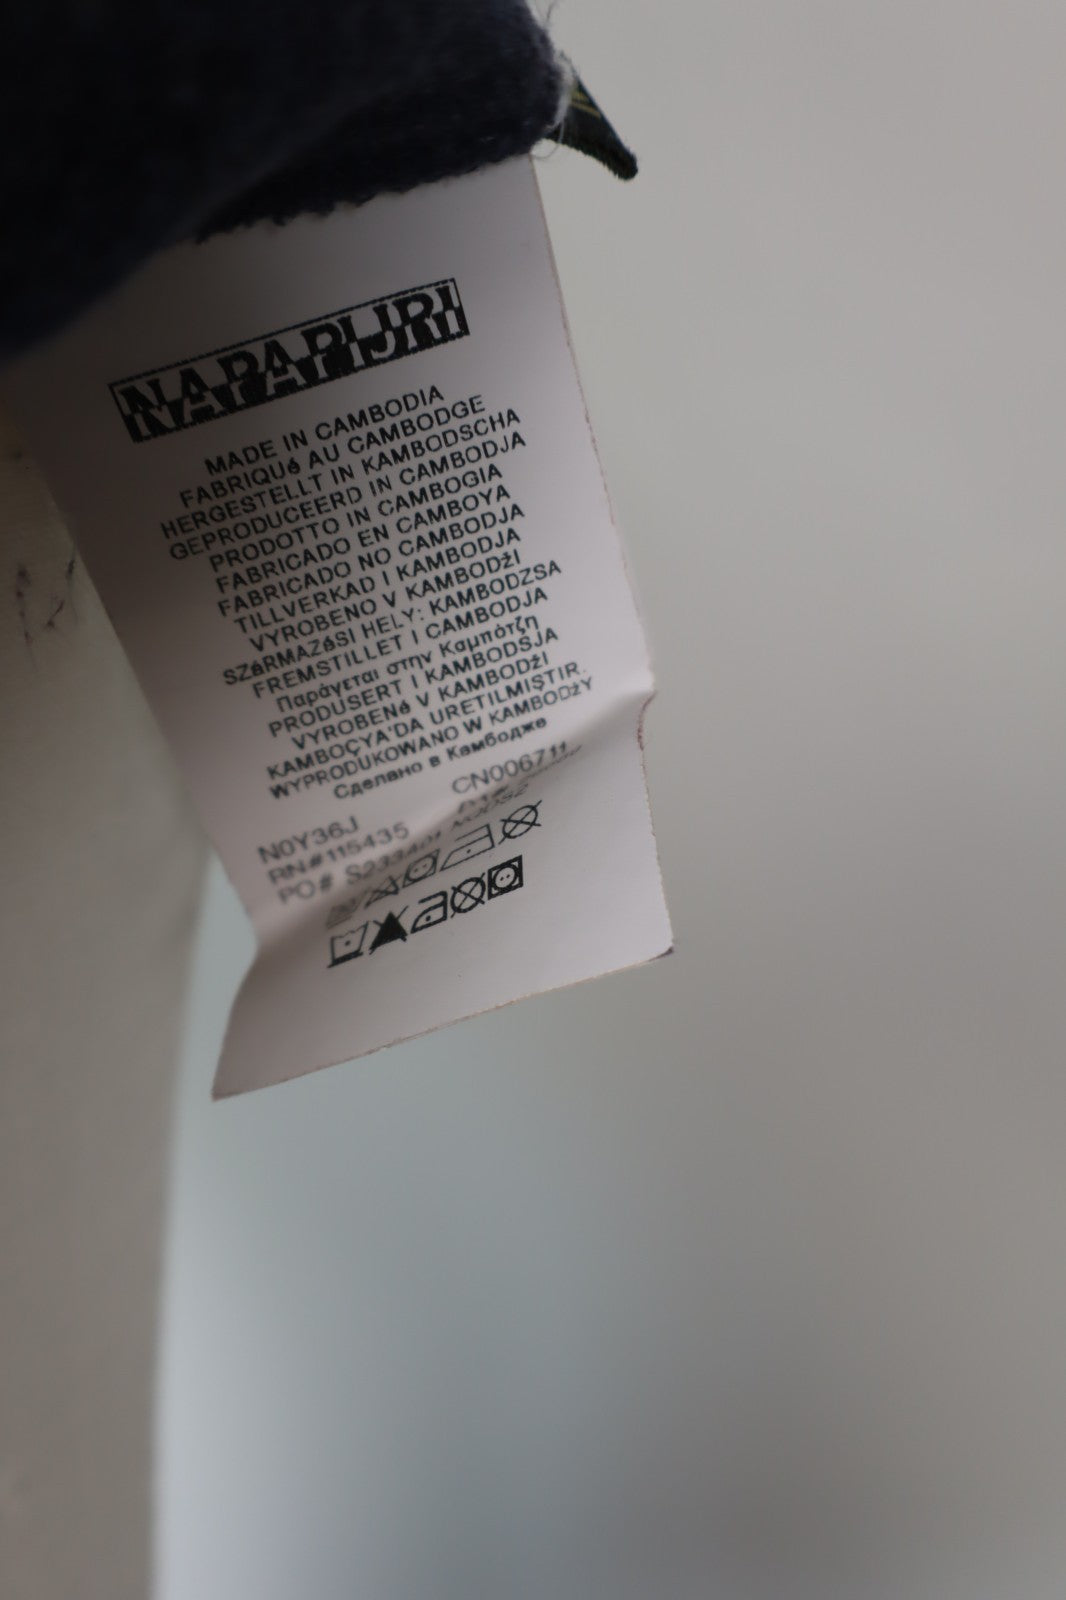 NAPAPIJRI
MADE IN CAMBODIA
FABRIQUé AU CAMBODGE
HERGESTELLT IN KAMBODSCHA
GEPRODUCEERD IN CAMBODJA
PRODOTTO IN CAMBOGIA
FABRICADO EN CAMBOYA
FABRICADO NO CAMBODJA
TILLVERKAD I KAMBODJA
VYROBENO V KAMBODžI
SZáRMAZáSI HELY: KAMBODZSA
FREMSTILLET I CAMBODJA
Παράγεται στην Καμπότζη
PRODUSERT I KAMBODSJA
VYROBENé V KAMBODžI
KAMBOÇYA'DA URETILMIŞTIR.
WYPRODUKOWANO W KAMBODżY
Сделано в Камбодже
CN006711
N0Y36J
RN#115435
PO# S233401